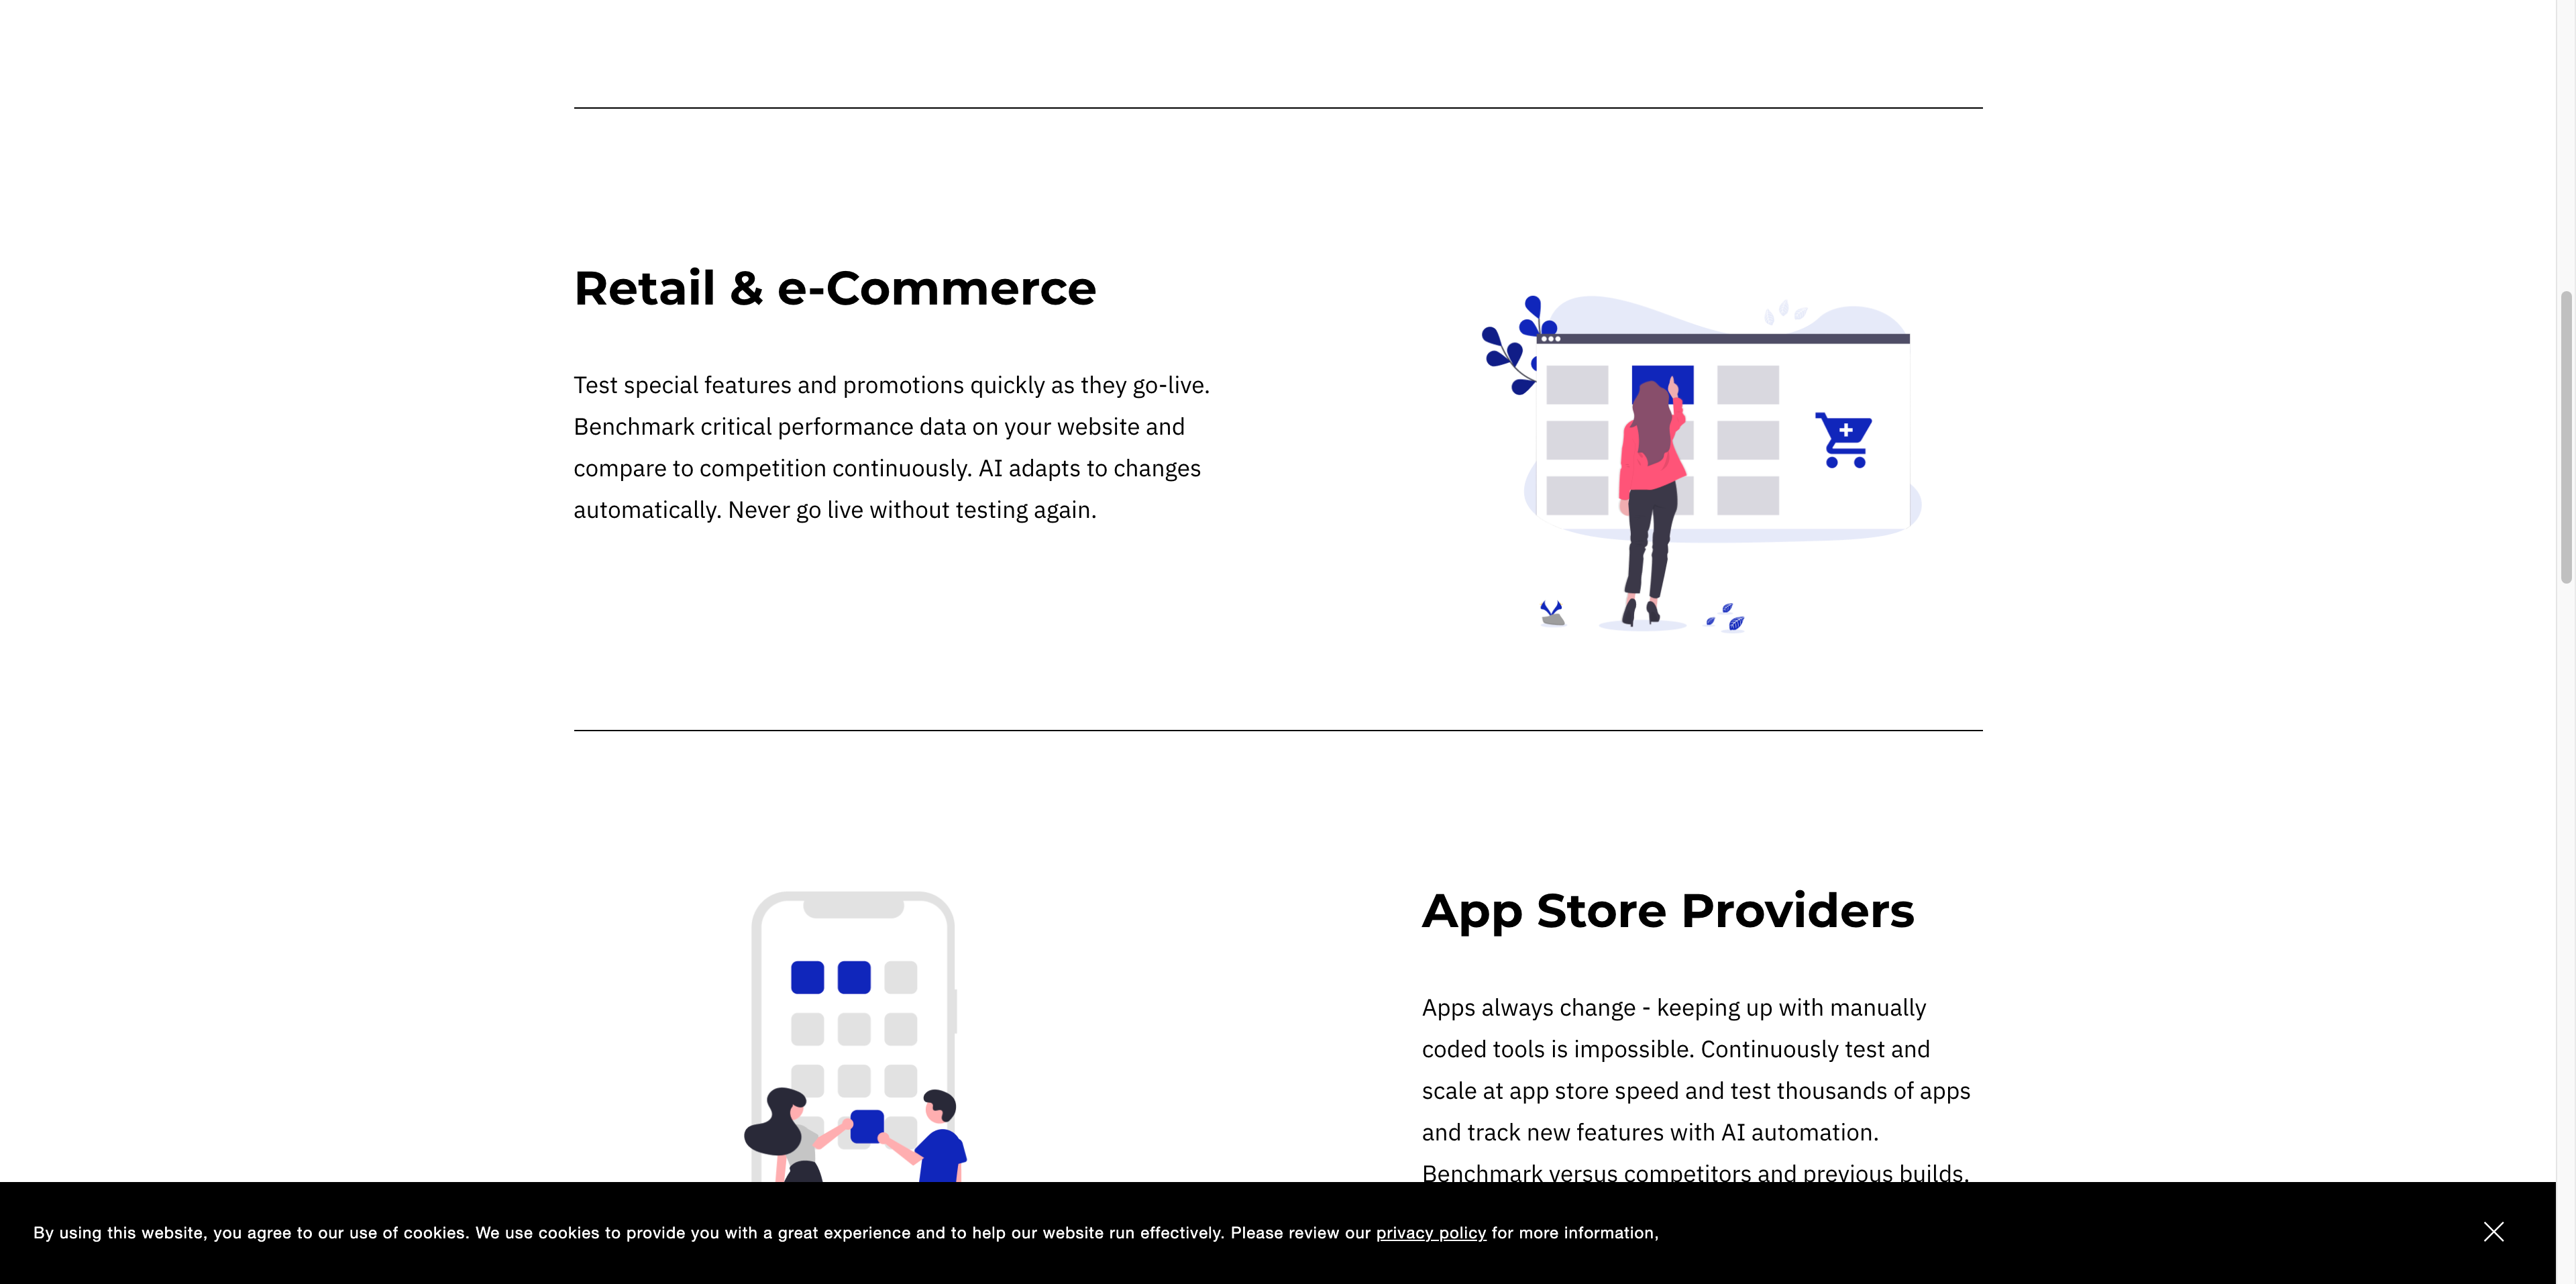 Retail & e-Commerce
Test special features and promotions quickly as they go-live.
Benchmark critical performance data on your website and
compare to competition continuously. AI adapts to changes
automatically. Never go live without testing again.
App Store Providers
Apps always change - keeping up with manually
coded tools is impossible. Continuously test and
scale at app store speed and test thousands of apps
and track new features with AI automation.
Benchmark versus competitors and previous builds.
By using this website, you agree to our use of cookies. We use cookies to provide you with a great experience and to help our website run effectively. Please review our privacy policy for more information,